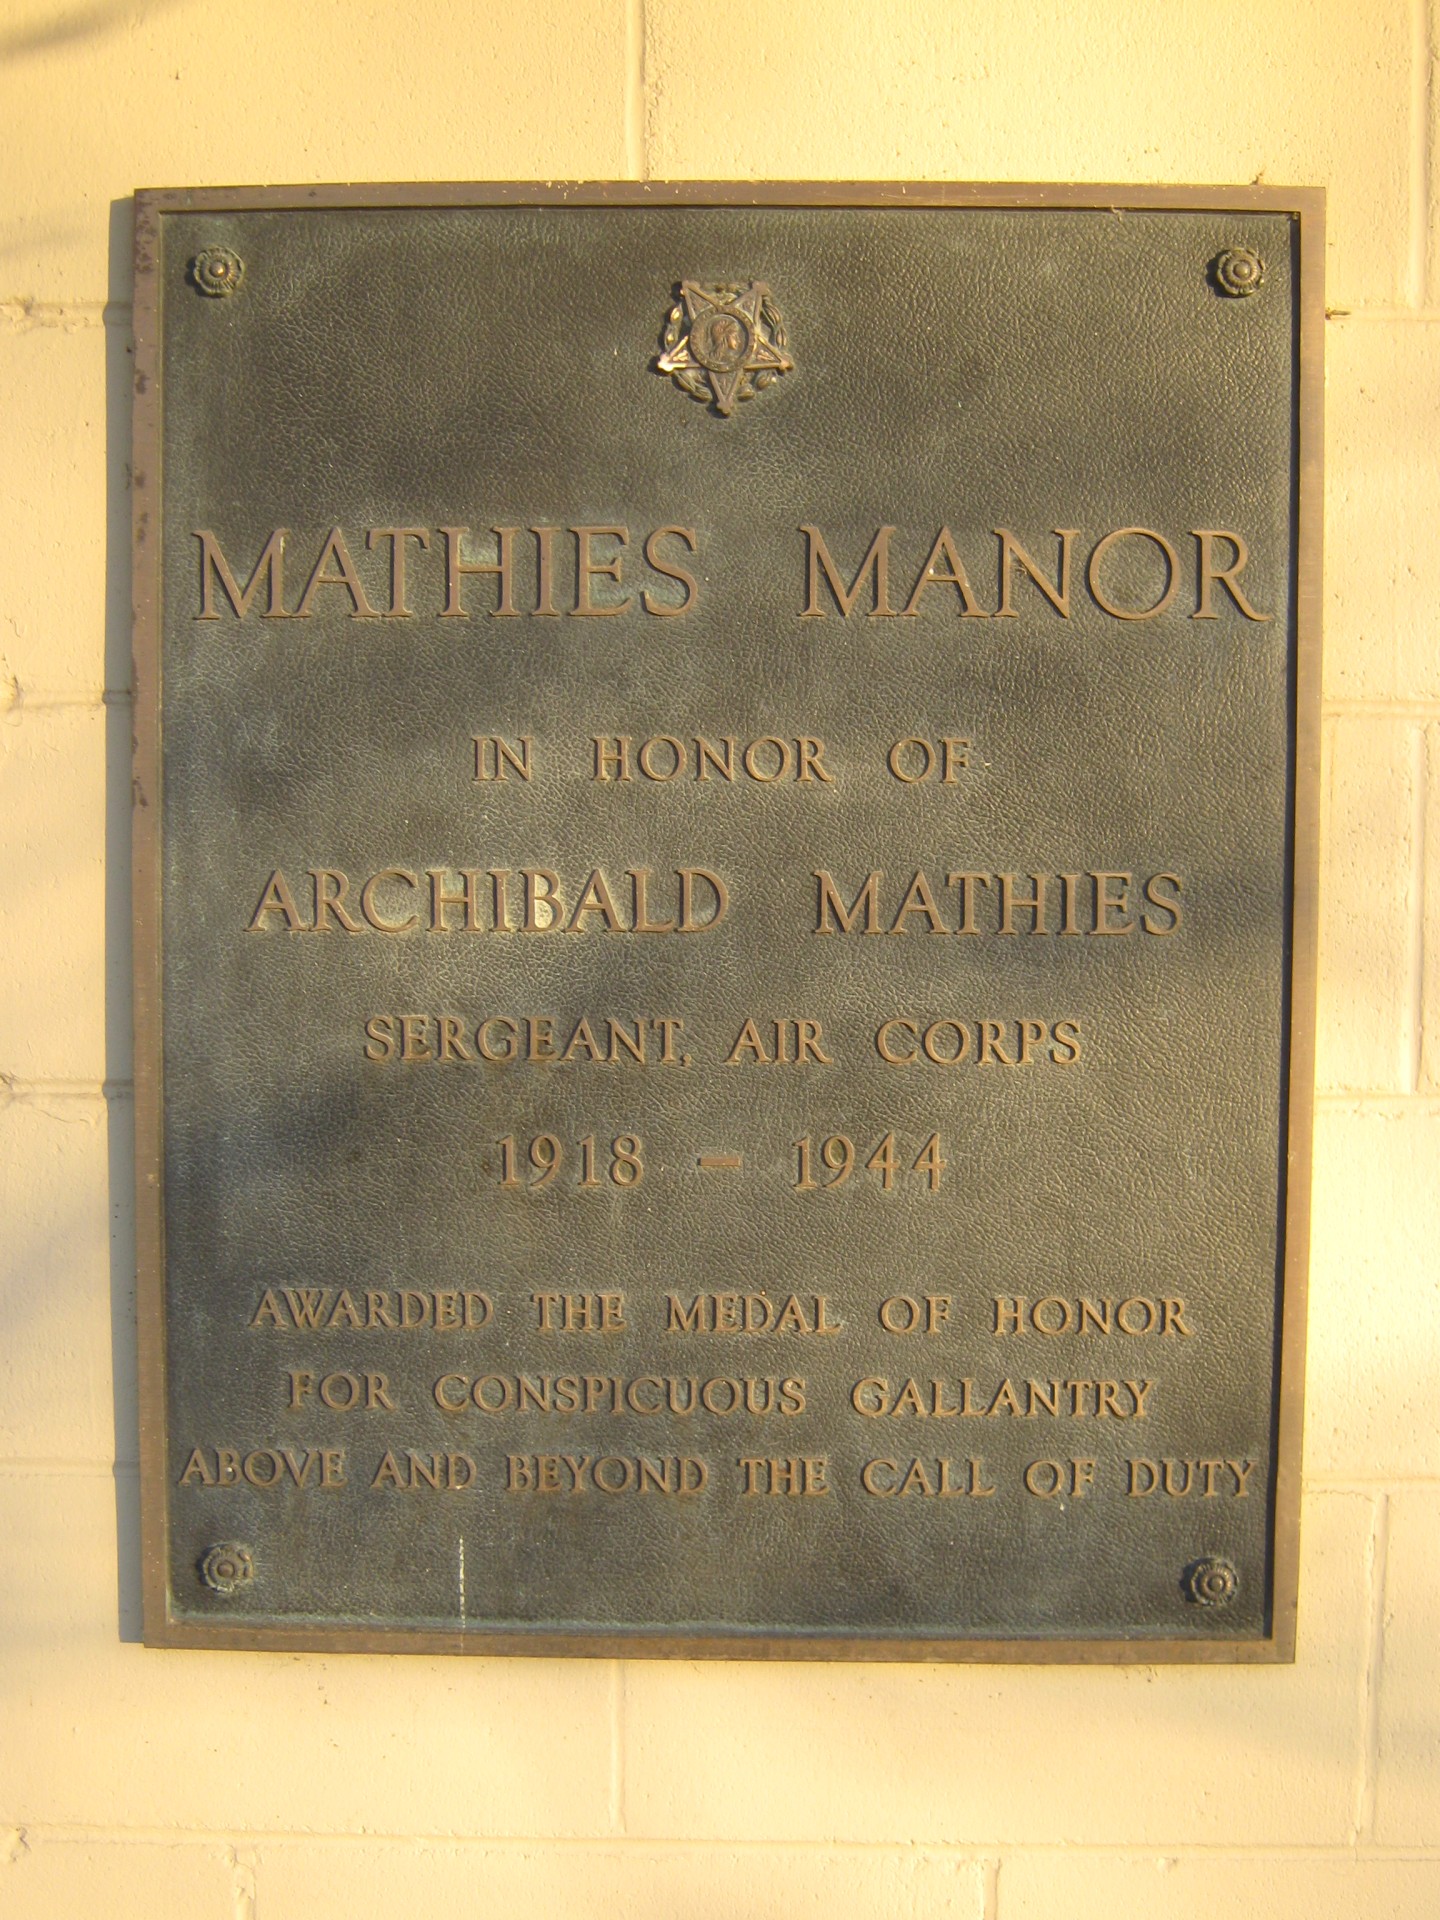 MATHIES MANOR
IN HONOR OF
ARCHIBALD MATHIES
SERGEANT, AIR CORPS
1918 – 1944
AWARDED THE MEDAL OF HONOR
FOR CONSPICUOUS GALLANTRY
ABOVE AND BEYOND THE CALL OF DUTY